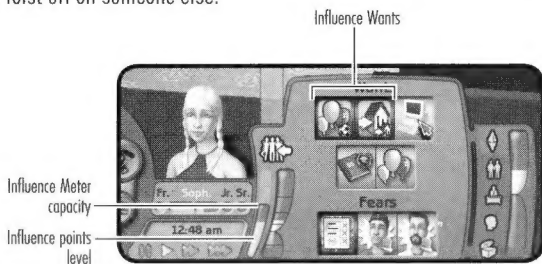 foist off on someone else.
Influence Wants
Wants
Influence Meter
capacity
Fr. Soph. Jr. Sr.
Fears
Influence points
level
12:48 am